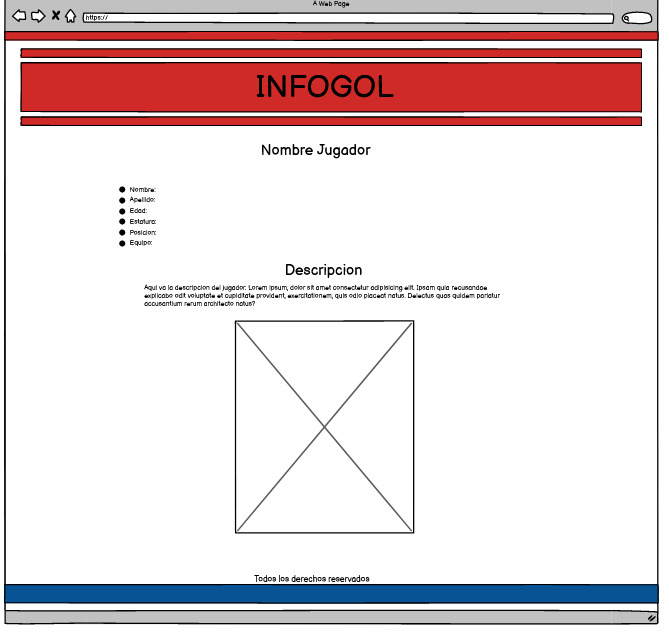 A Web Page
https://
INFOGOL
Nombre Jugador
Nombre:
Apellido:
Edad:
Estatura:
Posicion:
Equipo:
Descripcion
Aqui va la descripcion del jugador. Lorem ipsum, dolor sit amet consectetur adipisicing elit. Ipsam quia recusandae
explicabo odit voluptate et cupiditate provident, exercitationem, quis odio placeat natus. Delectus quas quidem pariatur
accusantium rerum architecto natus?
Todos los derechos reservados